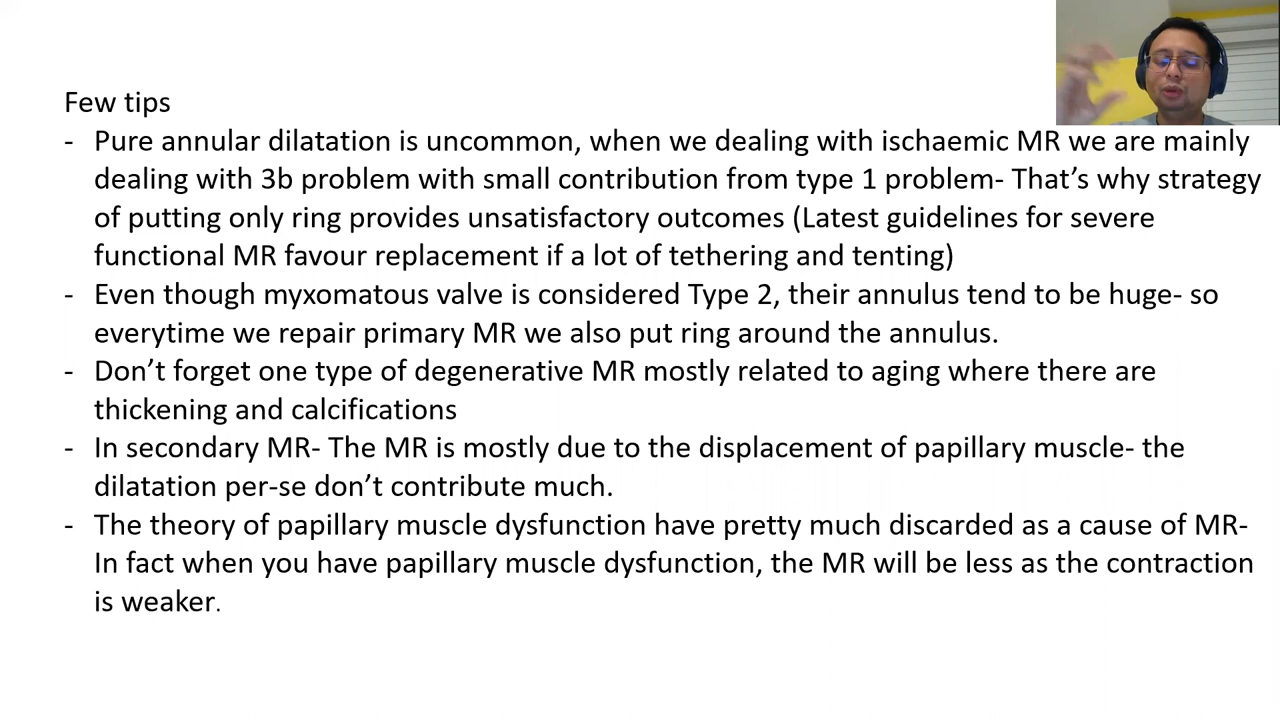 Few tips
- Pure annular dilatation is uncommon, when we dealing with ischaemic MR we are mainly
dealing with 3b problem with small contribution from type 1 problem- That's why strategy
of putting only ring provides unsatisfactory outcomes (Latest guidelines for severe
functional MR favour replacement if a lot of tethering and tenting)
- Even though myxomatous valve is considered Type 2, their annulus tend to be huge- so
everytime we repair primary MR we also put ring around the annulus.
- Don't forget one type of degenerative MR mostly related to aging where there are
thickening and calcifications
- In secondary MR- The MR is mostly due to the displacement of papillary muscle- the
dilatation per-se don't contribute much.
- The theory of papillary muscle dysfunction have pretty much discarded as a cause of MR-
In fact when you have papillary muscle dysfunction, the MR will be less as the contraction
is weaker.